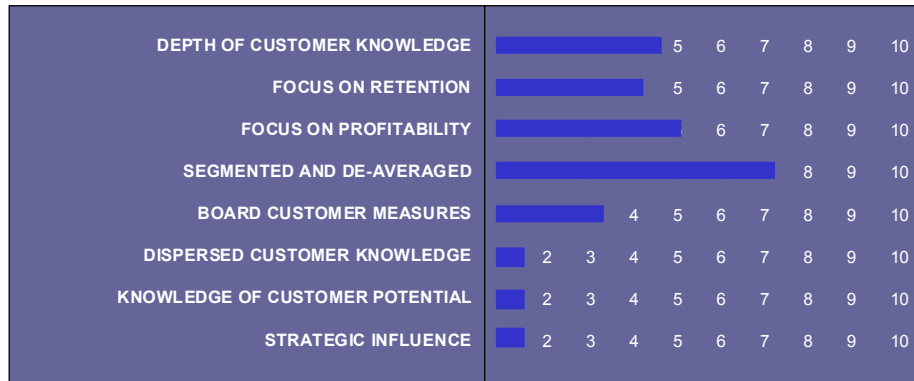 DEPTH OF CUSTOMER KNOWLEDGE 5 6 7 8 9 10
FOCUS ON RETENTION 5 6 7 8 9 10
FOCUS ON PROFITABILITY 6 7 8 9 10
SEGMENTED AND DE-AVERAGED 8 9 10
BOARD CUSTOMER MEASURES 4 5 6 7 8 9 10
DISPERSED CUSTOMER KNOWLEDGE 2 3 4 5 6 7 8 9 10
KNOWLEDGE OF CUSTOMER POTENTIAL 2 3 4 5 6 7 8 9 10
STRATEGIC INFLUENCE 2 3 4 5 6 7 8 9 10